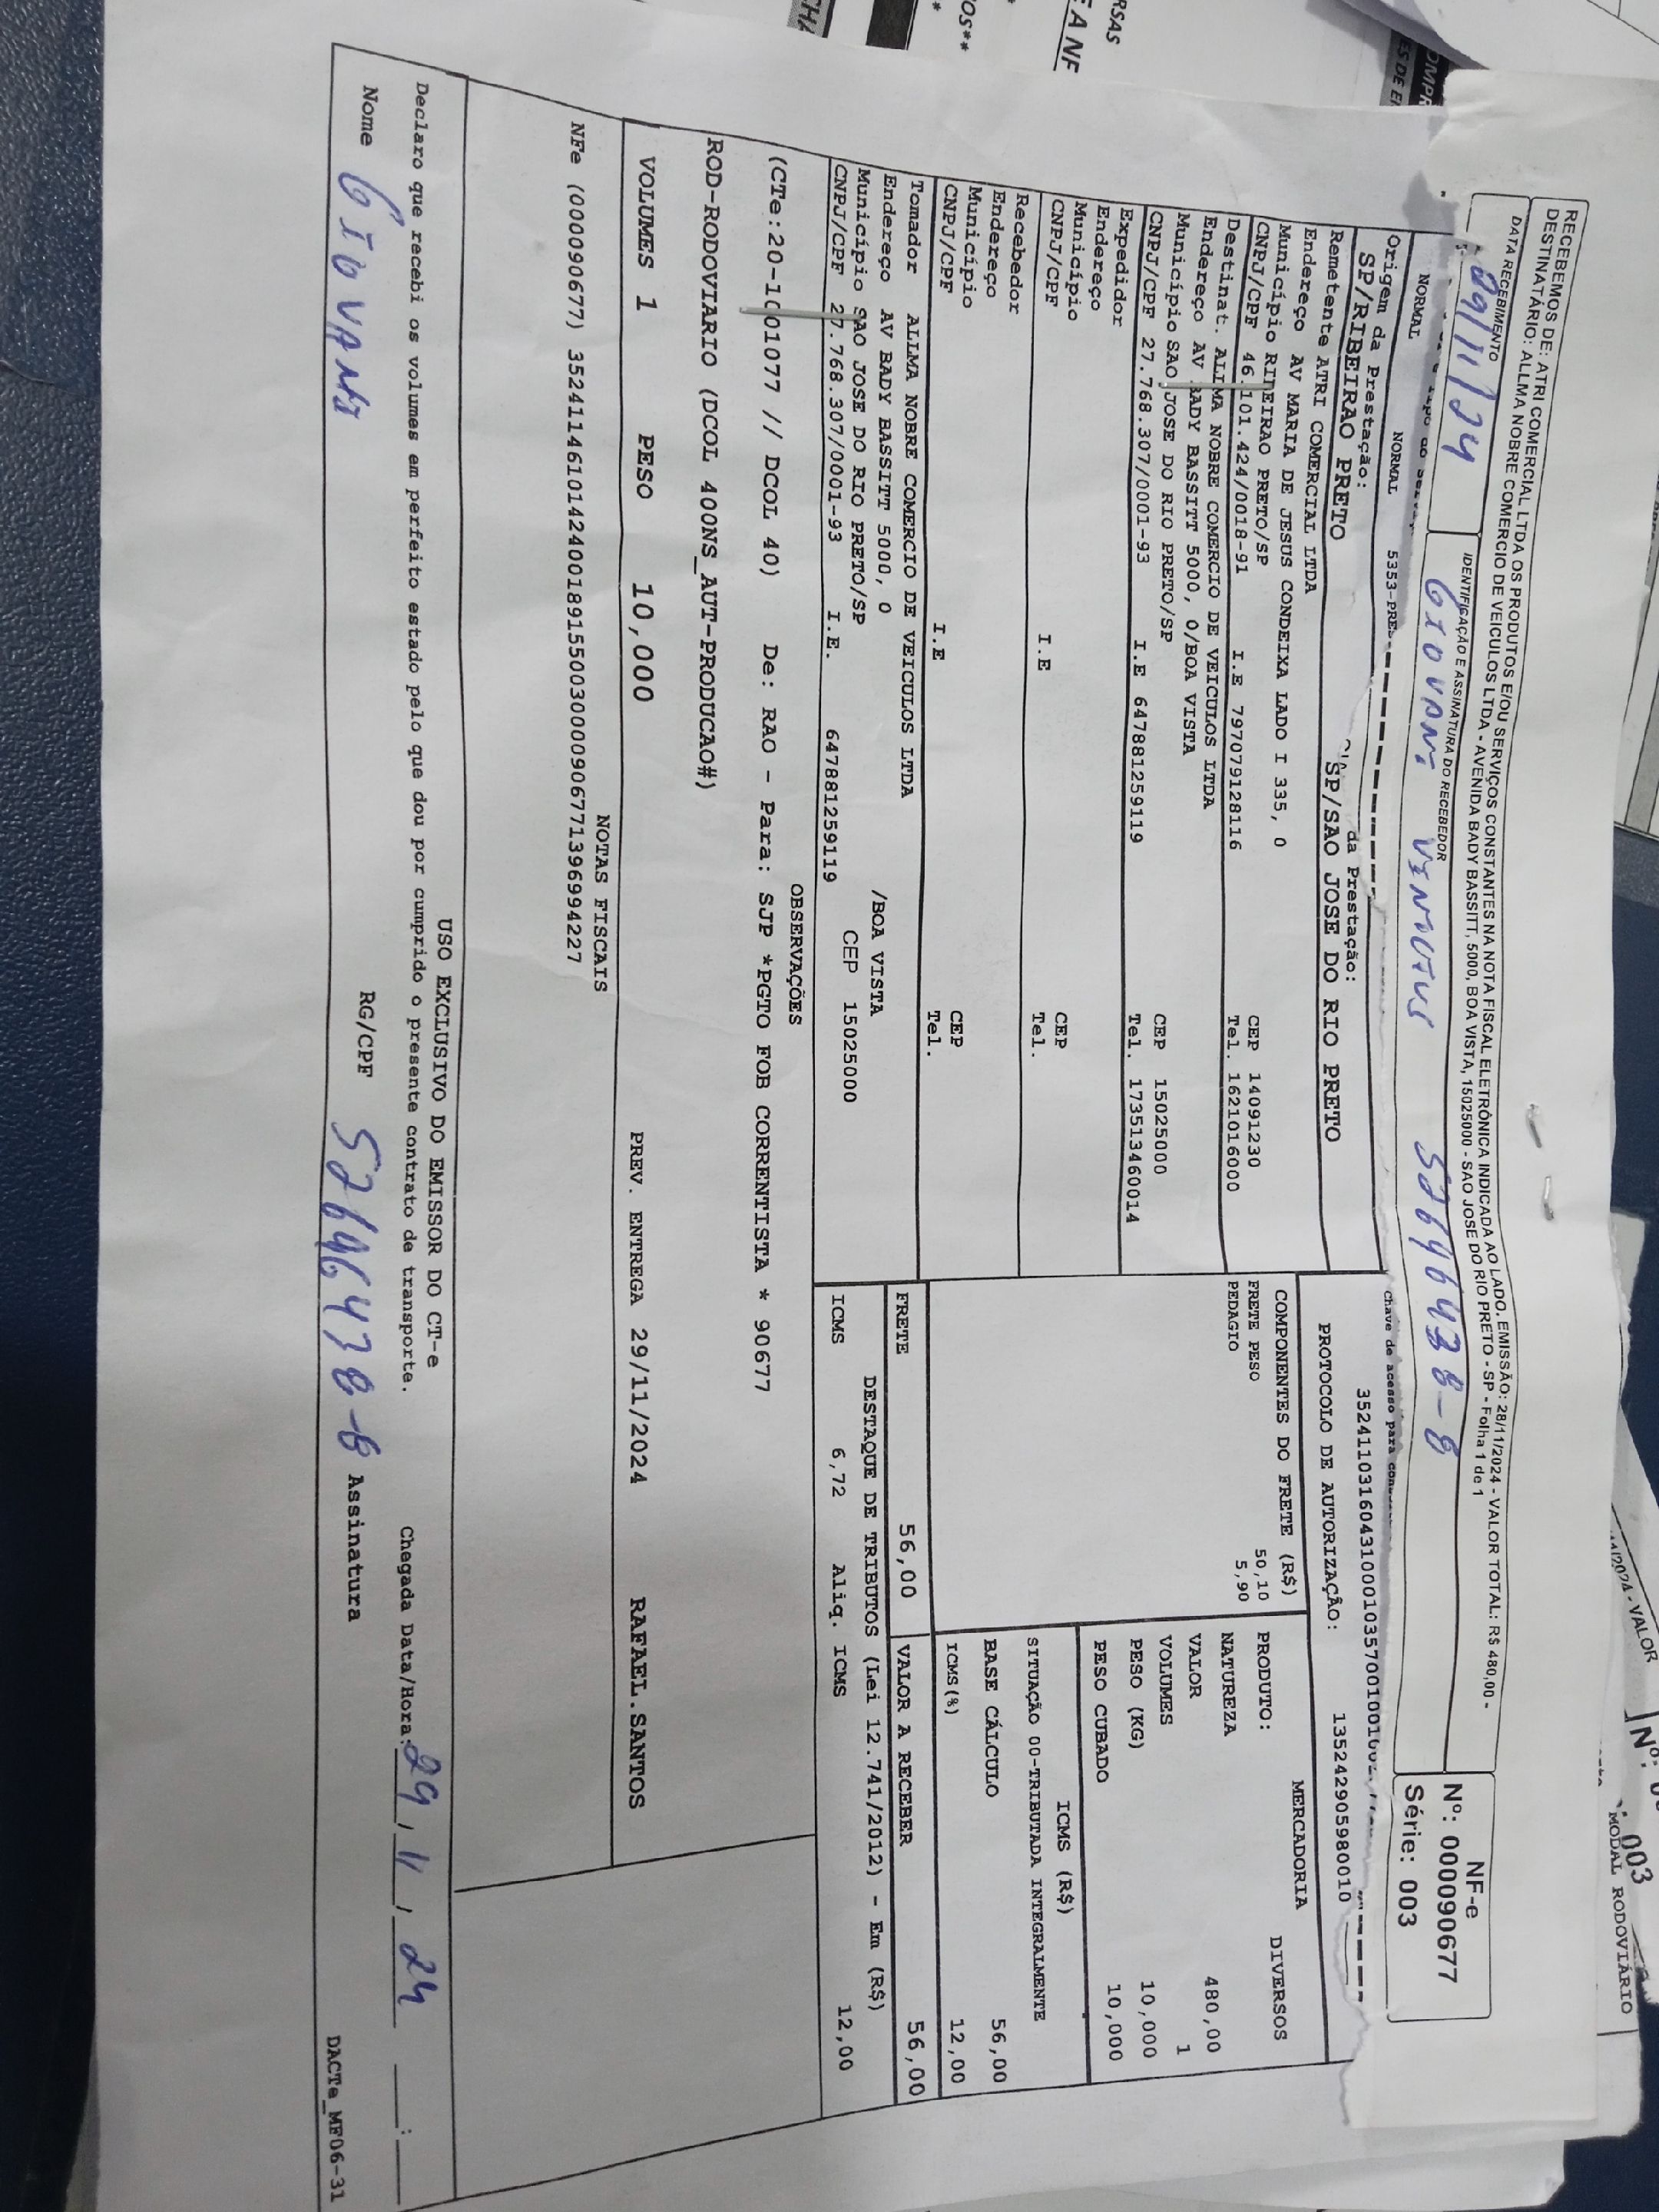 RECEBEMOS DE: ATRI COMERCIAL LTDA OS PRODUTOS E/OU SERVIÇOS CONSTANTES NA NOTA FISCAL ELETRÔNICA INDICADA AO LADO. EMISSÃO: 28/11/2024 - VALOR TOTAL: R$ 480,00 -
DESTINATÁRIO: ALLMA NOBRE COMERCIO DE VEICULOS LTDA - AVENIDA BADY BASSITT, 5000, BOA VISTA, 15025000 - SAO JOSE DO RIO PRETO - SP - Folha 1 de 1
DATA RECEBIMENTO
IDENTIFICAÇÃO E ASSINATURA DO RECEBEDOR
29/11/24
GIOVANI VINICIUS 52696438-8
NF-e
Nº: 000090677
Série: 003
NORMAL NORMAL 5353-PRE
Chave de acesso para
Origem da Prestação:
da Prestação:
SP/RIBEIRAO PRETO
SP/SAO JOSE DO RIO PRETO
PROTOCOLO DE AUTORIZAÇÃO: 135242905980010
Remetente ATRI COMERCIAL LTDA
Endereço AV MARIA DE JESUS CONDEIXA LADO I 335, 0
Município RIBEIRAO PRETO/SP CEP 14091230
CNPJ/CPF 46.101.424/0018-91 I.E 797079128116 Tel. 1621016000
Destinat. ALLMA NOBRE COMERCIO DE VEICULOS LTDA
Endereço AV BADY BASSITT 5000, 0/BOA VISTA
Município SAO JOSE DO RIO PRETO/SP CEP 15025000
CNPJ/CPF 27.768.307/0001-93 I.E 647881259119 Tel. 1735134660014
Expedidor
Endereço
Município CEP
CNPJ/CPF I.E Tel.
Recebedor
Endereço
Município CEP
CNPJ/CPF I.E Tel.
Tomador ALLMA NOBRE COMERCIO DE VEICULOS LTDA
Endereço AV BADY BASSITT 5000, 0 /BOA VISTA
Município SAO JOSE DO RIO PRETO/SP CEP 15025000
CNPJ/CPF 27.768.307/0001-93 I.E. 647881259119
COMPONENTES DO FRETE (R$)
FRETE PESO 50,10
PEDAGIO 5,90
MERCADORIA
PRODUTO: DIVERSOS
NATUREZA
VALOR 480,00
VOLUMES 1
PESO (KG) 10,000
PESO CUBADO 10,000
ICMS (R$)
SITUAÇÃO 00-TRIBUTADA INTEGRALMENTE
BASE CÁLCULO 56,00
ICMS(%) 12,00
FRETE 56,00
VALOR A RECEBER 56,00
DESTAQUE DE TRIBUTOS (Lei 12.741/2012) - Em (R$)
ICMS 6,72 Aliq. ICMS 12,00
OBSERVAÇÕES
(CTe:20-1001077 // DCOL 40) De: RAO - Para: SJP *PGTO FOB CORRENTISTA * 90677
ROD-RODOVIARIO (DCOL 400NS_AUT-PRODUCAO#)
VOLUMES 1 PESO 10,000 PREV. ENTREGA 29/11/2024 RAFAEL.SANTOS
NOTAS FISCAIS
NFe (000090677) 35241146101424001891550030000906771396994227
USO EXCLUSIVO DO EMISSOR DO CT-e
Declaro que recebi os volumes em perfeito estado pelo que dou por cumprido o presente contrato de transporte. Chegada Data/Hora: 29, 11, 24
Nome GIOVANI RG/CPF 52696438-8 Assinatura
DACTe_MF06-31
MODAL RODOVIÁRIO
003
E A NF